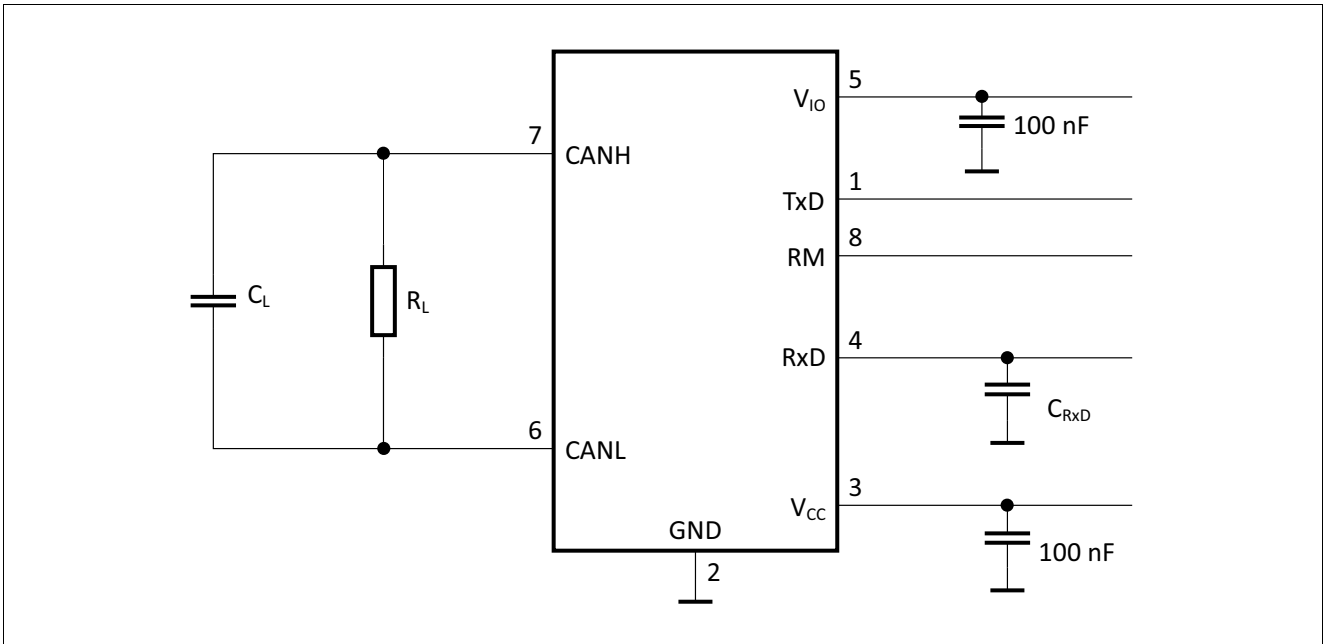 5
V_IO
100 nF
7
CANH
1
TxD
8
RM
C_L
R_L
4
RxD
C_RxD
6
CANL
3
V_CC
GND
100 nF
2